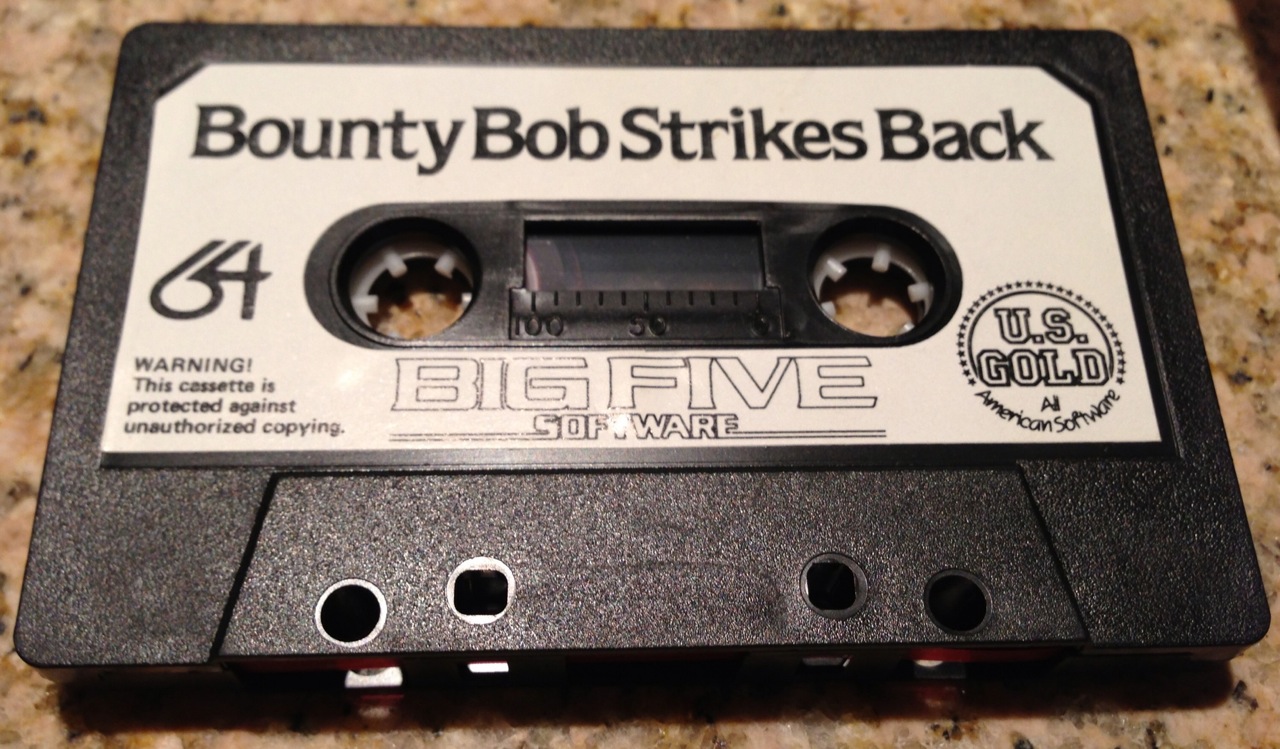 Bounty Bob Strikes Back
64
100 50 0
WARNING!
This cassette is
protected against
unauthorized copying.
BIG FIVE
SOFTWARE
U.S.
GOLD
All
American Software